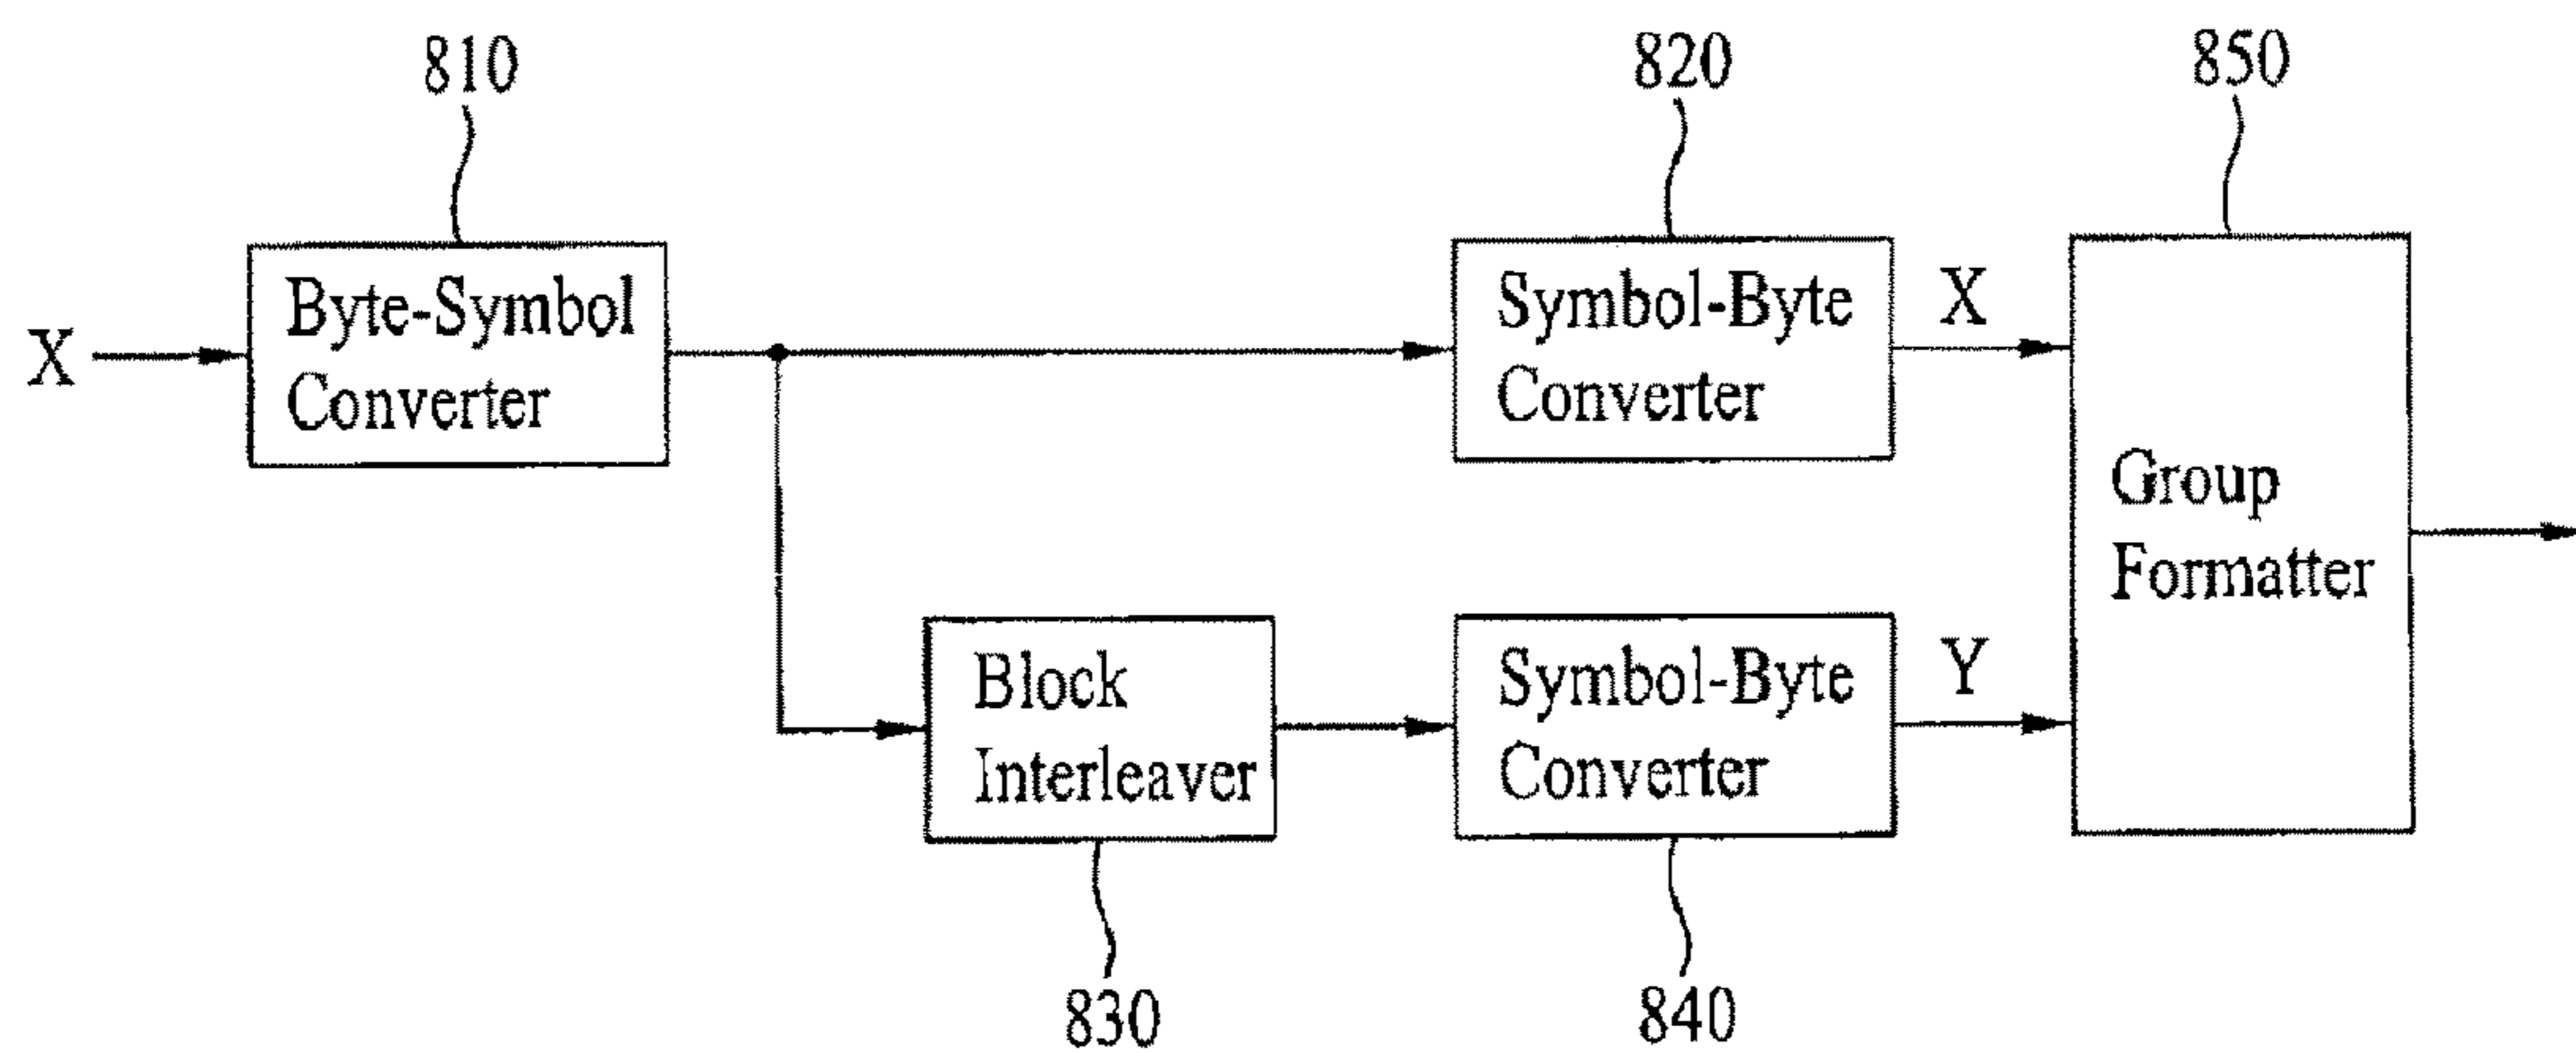 810
820
850
X
Byte-Symbol
Converter
Symbol-Byte
Converter
X
Group
Formatter
Block
Interleaver
Symbol-Byte
Converter
Y
830
840